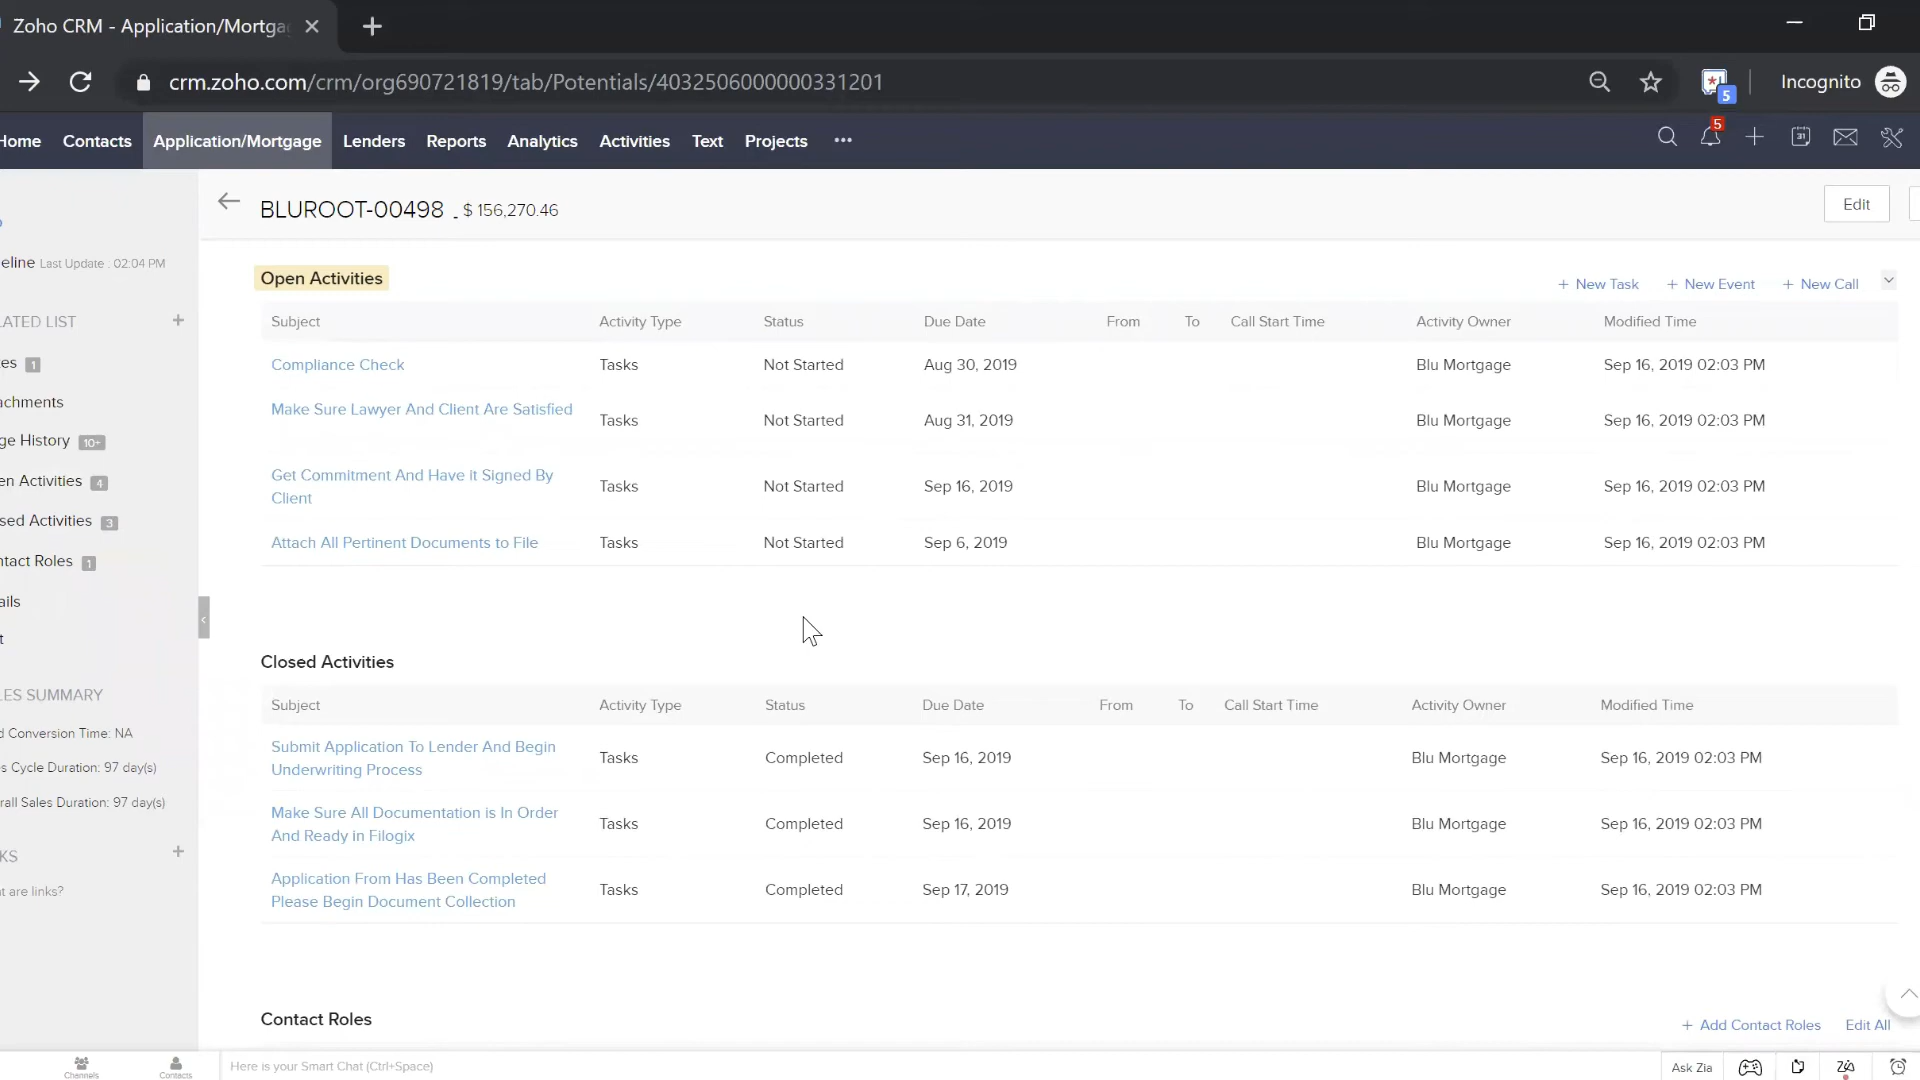 Zoho CRM - Application/Mortga
crm.zoho.com/crm/org690721819/tab/Potentials/4032506000000331201
5
Incognito
Home Contacts Application/Mortgage Lenders Reports Analytics Activities Text Projects •••
5
31
BLUROOT-00498 - $ 156,270.46
Edit
eline Last Update . 02:04 PM
LATED LIST +
es 1
achments
ge History 10+
en Activities 4
sed Activities 3
ntact Roles 1
ails
t
LES SUMMARY
d Conversion Time: NA
s Cycle Duration: 97 day(s)
rall Sales Duration: 97 day(s)
KS +
t are links?
Open Activities
+ New Task + New Event + New Call
Subject Activity Type Status Due Date From To Call Start Time Activity Owner Modified Time
Compliance Check Tasks Not Started Aug 30, 2019 Blu Mortgage Sep 16, 2019 02:03 PM
Make Sure Lawyer And Client Are Satisfied Tasks Not Started Aug 31, 2019 Blu Mortgage Sep 16, 2019 02:03 PM
Get Commitment And Have it Signed By
Client Tasks Not Started Sep 16, 2019 Blu Mortgage Sep 16, 2019 02:03 PM
Attach All Pertinent Documents to File Tasks Not Started Sep 6, 2019 Blu Mortgage Sep 16, 2019 02:03 PM
Closed Activities
Subject Activity Type Status Due Date From To Call Start Time Activity Owner Modified Time
Submit Application To Lender And Begin
Underwriting Process Tasks Completed Sep 16, 2019 Blu Mortgage Sep 16, 2019 02:03 PM
Make Sure All Documentation is In Order
And Ready in Filogix Tasks Completed Sep 16, 2019 Blu Mortgage Sep 16, 2019 02:03 PM
Application From Has Been Completed
Please Begin Document Collection Tasks Completed Sep 17, 2019 Blu Mortgage Sep 16, 2019 02:03 PM
Contact Roles
+ Add Contact Roles Edit All
Channels Contacts Here is your Smart Chat (Ctrl+Space) Ask Zia